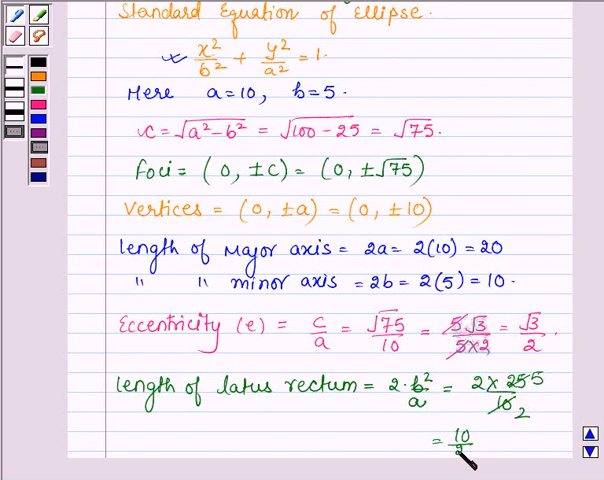 Standard Equation of Ellipse.
x²/b² + y²/a² = 1.
Here a=10, b=5.
c = √(a²-b²) = √(100-25) = √75.
Foci = (0, ±c) = (0, ±√75)
Vertices = (0, ±a) = (0, ±10)
Length of Major axis = 2a = 2(10) = 20
" " minor axis = 2b = 2(5) = 10.
Eccentricity (e) = c/a = √75/10 = 5√3/5×2 = √3/2.
Length of latus rectum = 2·b²/a = 2×25 5/10 2
= 10/2